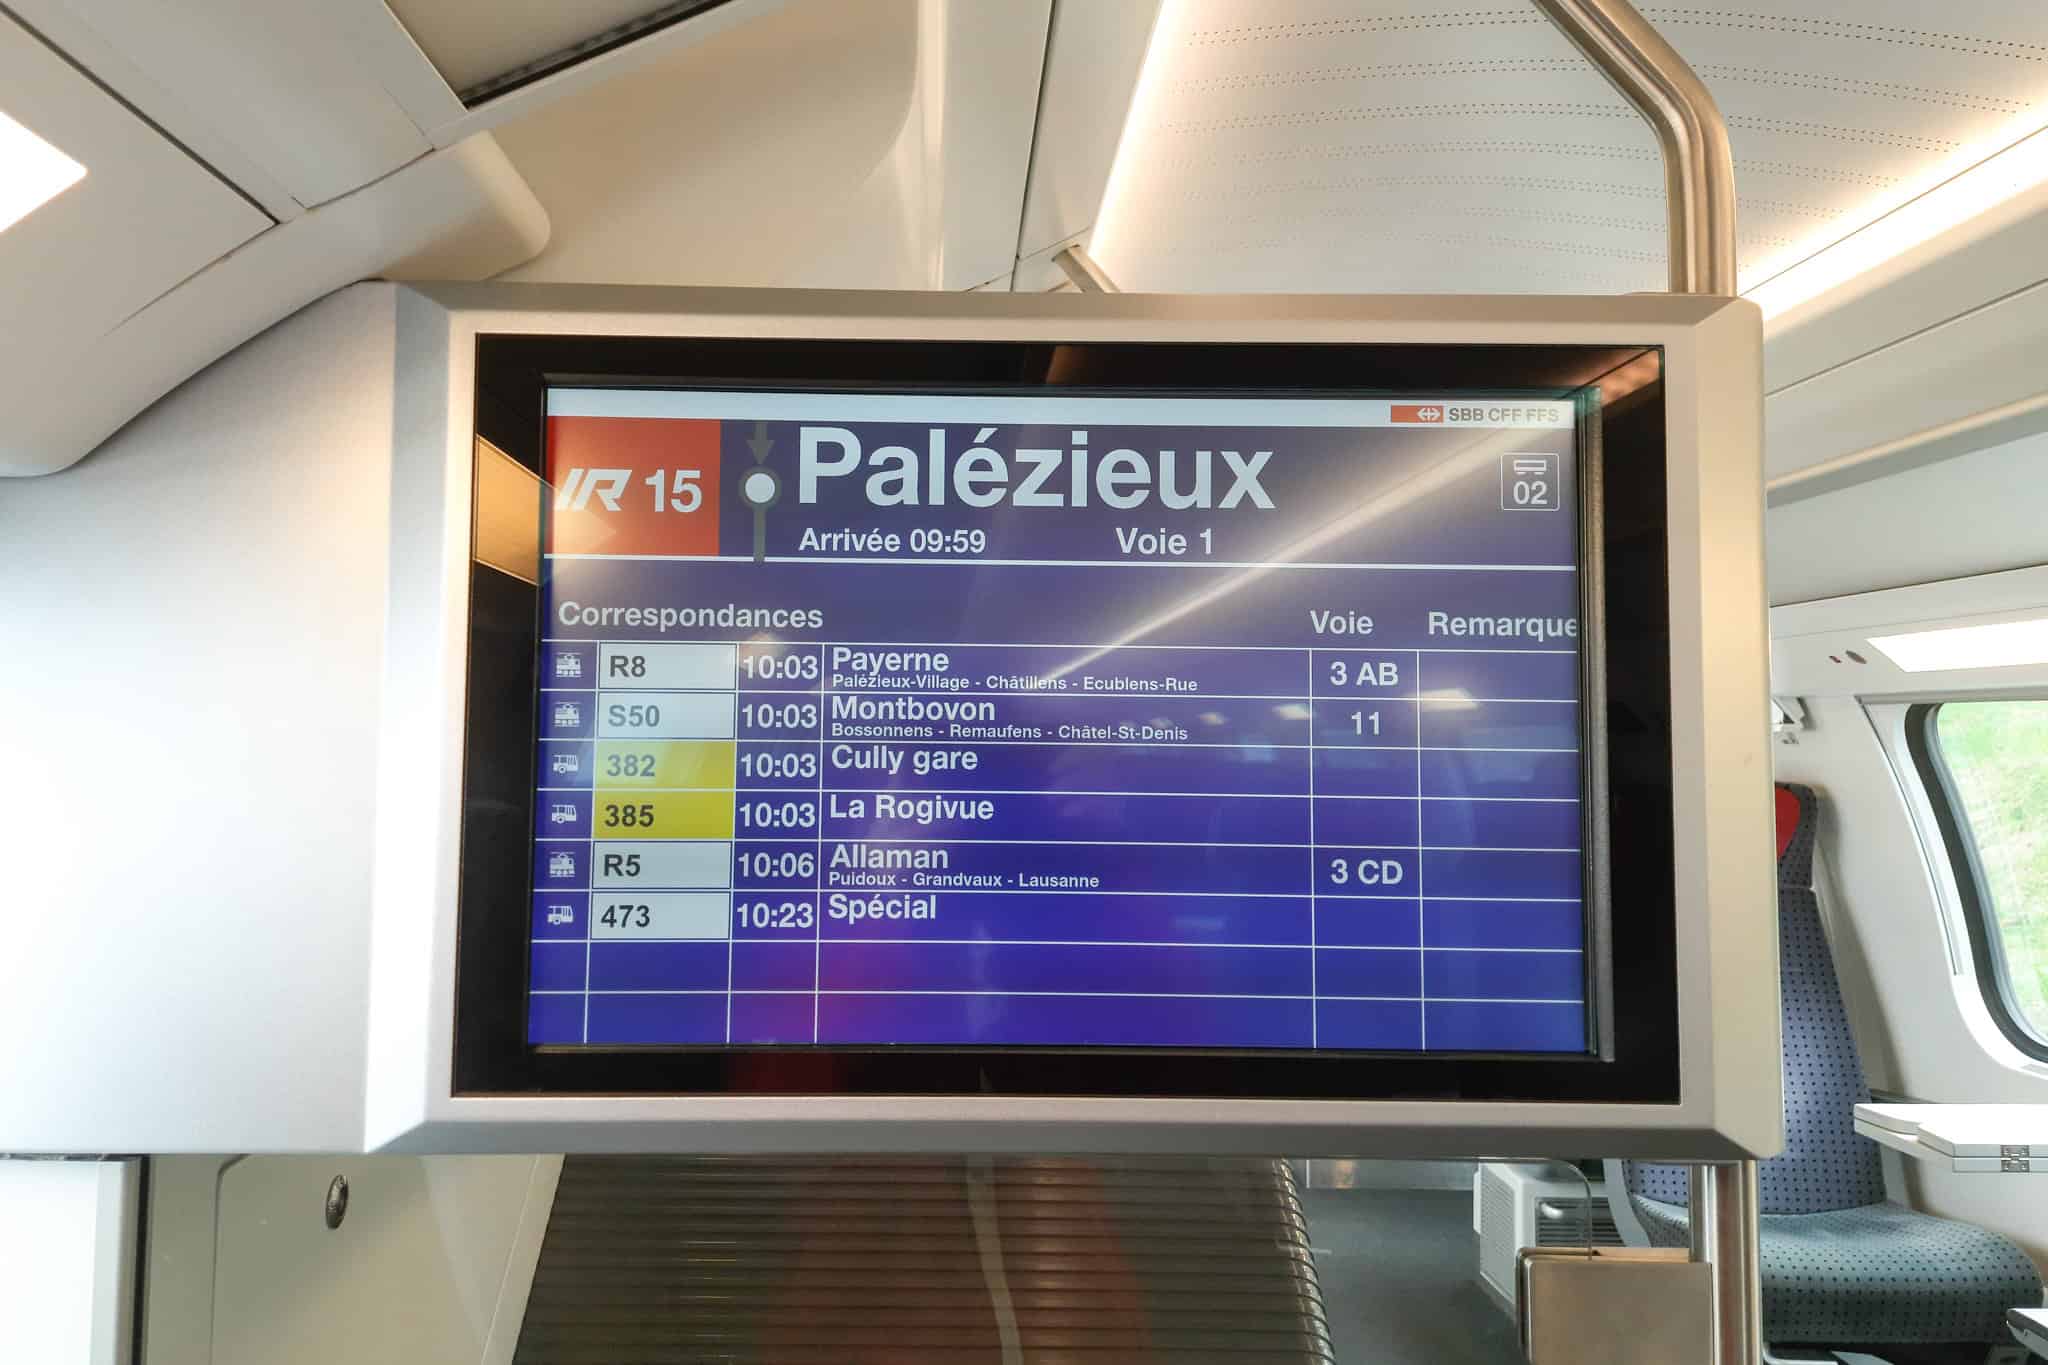 SBB CFF FFS
IR 15
Palézieux
02
Arrivée 09:59 Voie 1
Correspondances Voie Remarque
R8 10:03 Payerne 3 AB
Palézieux-Village - Châtillens - Ecublens-Rue
S50 10:03 Montbovon 11
Bossonnens - Remaufens - Châtel-St-Denis
382 10:03 Cully gare
385 10:03 La Rogivue
R5 10:06 Allaman 3 CD
Puidoux - Grandvaux - Lausanne
473 10:23 Spécial